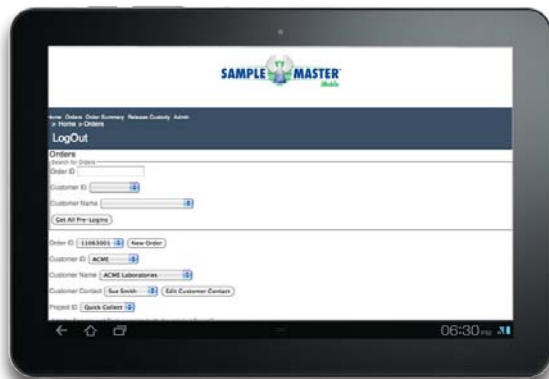 SAMPLE MASTER
Mobile
Home Orders Order Summary Release Custody Admin
> Home > Orders
LogOut
Orders
Search for Orders
Order ID
Customer ID
Customer Name
Get All Pre-Logins
Order ID 11063001 New Order
Customer ID ACME
Customer Name ACME Laboratories
Customer Contact Sue Smith Edit Customer Contact
Project ID Quick Collect
06:30 PM